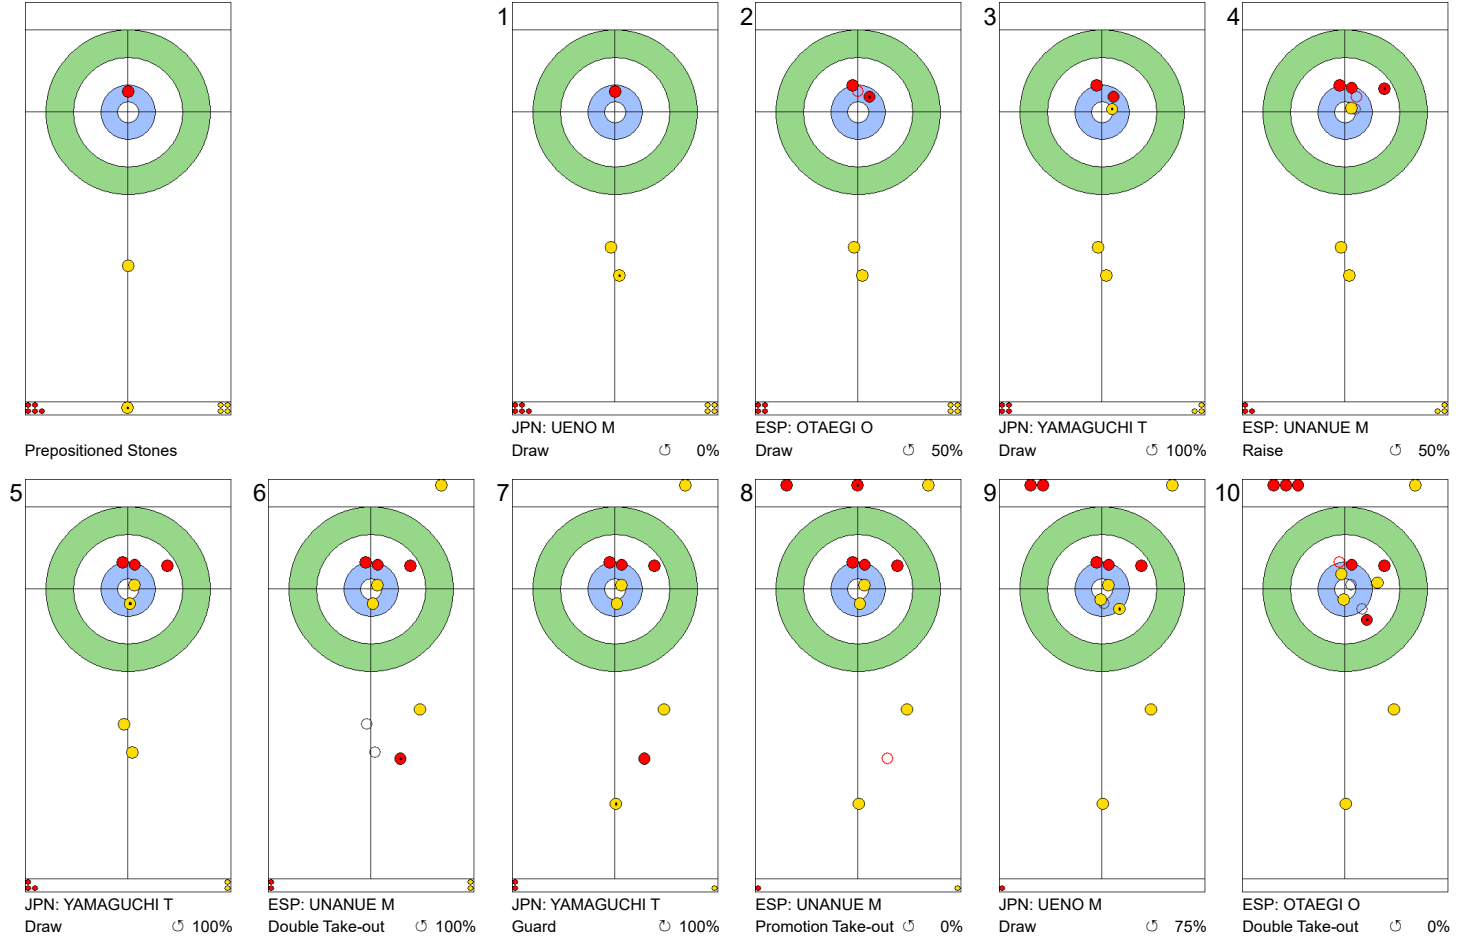 1
2
3
4
Prepositioned Stones
JPN: UENO M
Draw ↺ 0%
ESP: OTAEGI O
Draw ↺ 50%
JPN: YAMAGUCHI T
Draw ↺ 100%
ESP: UNANUE M
Raise ↺ 50%
5
6
7
8
9
10
JPN: YAMAGUCHI T
Draw ↺ 100%
ESP: UNANUE M
Double Take-out ↺ 100%
JPN: YAMAGUCHI T
Guard ↻ 100%
ESP: UNANUE M
Promotion Take-out ↺ 0%
JPN: UENO M
Draw ↺ 75%
ESP: OTAEGI O
Double Take-out ↺ 0%